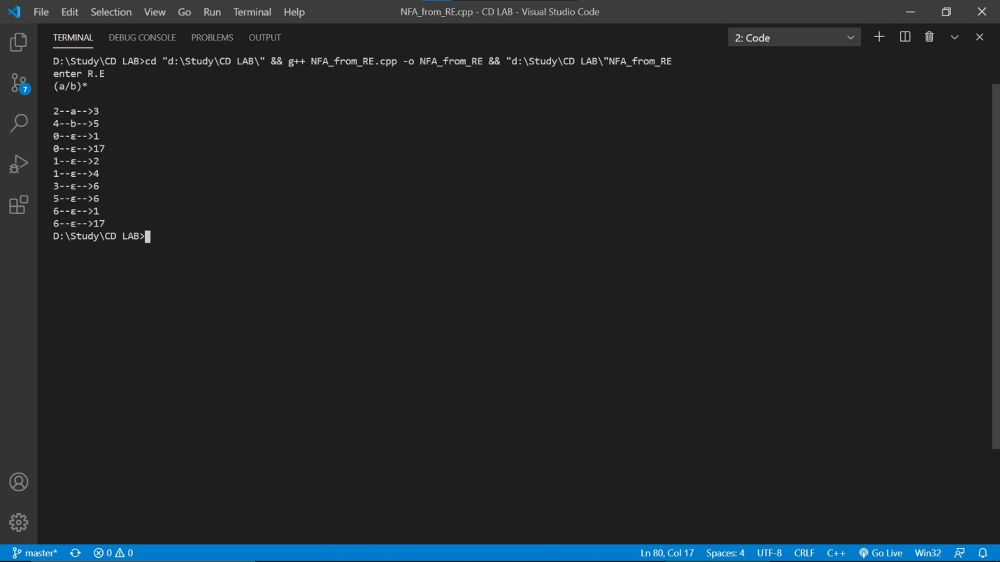 File Edit Selection View Go Run Terminal Help NFA_from_RE.cpp - CD LAB - Visual Studio Code
TERMINAL DEBUG CONSOLE PROBLEMS OUTPUT 2: Code
7
D:\Study\CD LAB>cd "d:\Study\CD LAB\" && g++ NFA_from_RE.cpp -o NFA_from_RE && "d:\Study\CD LAB\"NFA_from_RE
enter R.E
(a/b)*
2--a-->3
4--b-->5
0--ε-->1
0--ε-->17
1--ε-->2
1--ε-->4
3--ε-->6
5--ε-->6
6--ε-->1
6--ε-->17
D:\Study\CD LAB>
master* 0 0 Ln 80, Col 17 Spaces: 4 UTF-8 CRLF C++ Go Live Win32